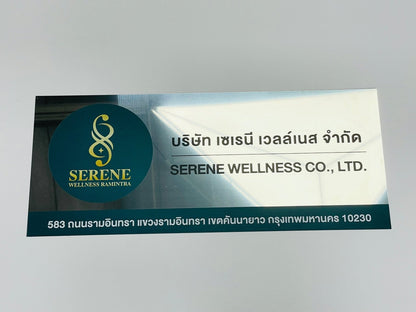 SERENE
WELLNESS RAMINTRA
บริษัท เซเรนี เวลล์เนส จำกัด
SERENE WELLNESS CO., LTD.
583 ถนนรามอินทรา แขวงรามอินทรา เขตคันนายาว กรุงเทพมหานคร 10230